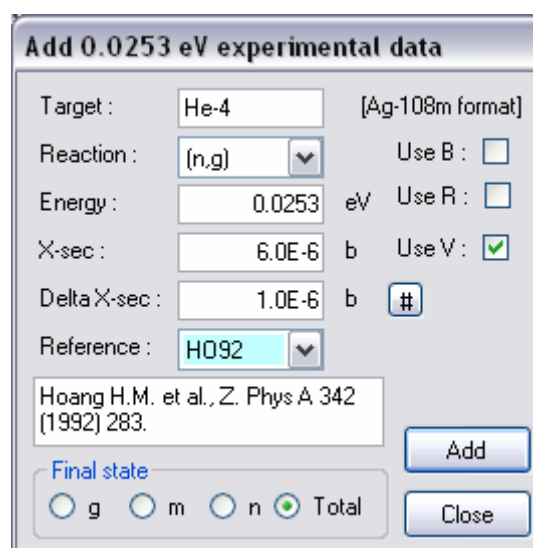 Add 0.0253 eV experimental data
Target : He-4 [Ag-108m format]
Reaction : (n,g) Use B :
Energy : 0.0253 eV Use R :
X-sec : 6.0E-6 b Use V :
Delta X-sec : 1.0E-6 b #
Reference : HO92
Hoang H.M. et al., Z. Phys A 342
(1992) 283.
Add
Final state
g m n Total
Close